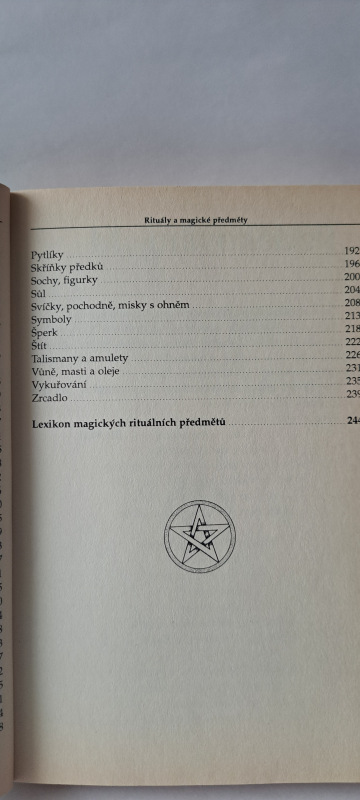 Rituály a magické předměty
Pytlíky 192
Skříňky předků 196
Sochy, figurky 200
Sůl 204
Svíčky, pochodně, misky s ohněm 208
Symboly 213
Šperk 218
Štít 222
Talismany a amulety 226
Vůně, masti a oleje 231
Vykuřování 235
Zrcadlo 239
Lexikon magických rituálních předmětů 244